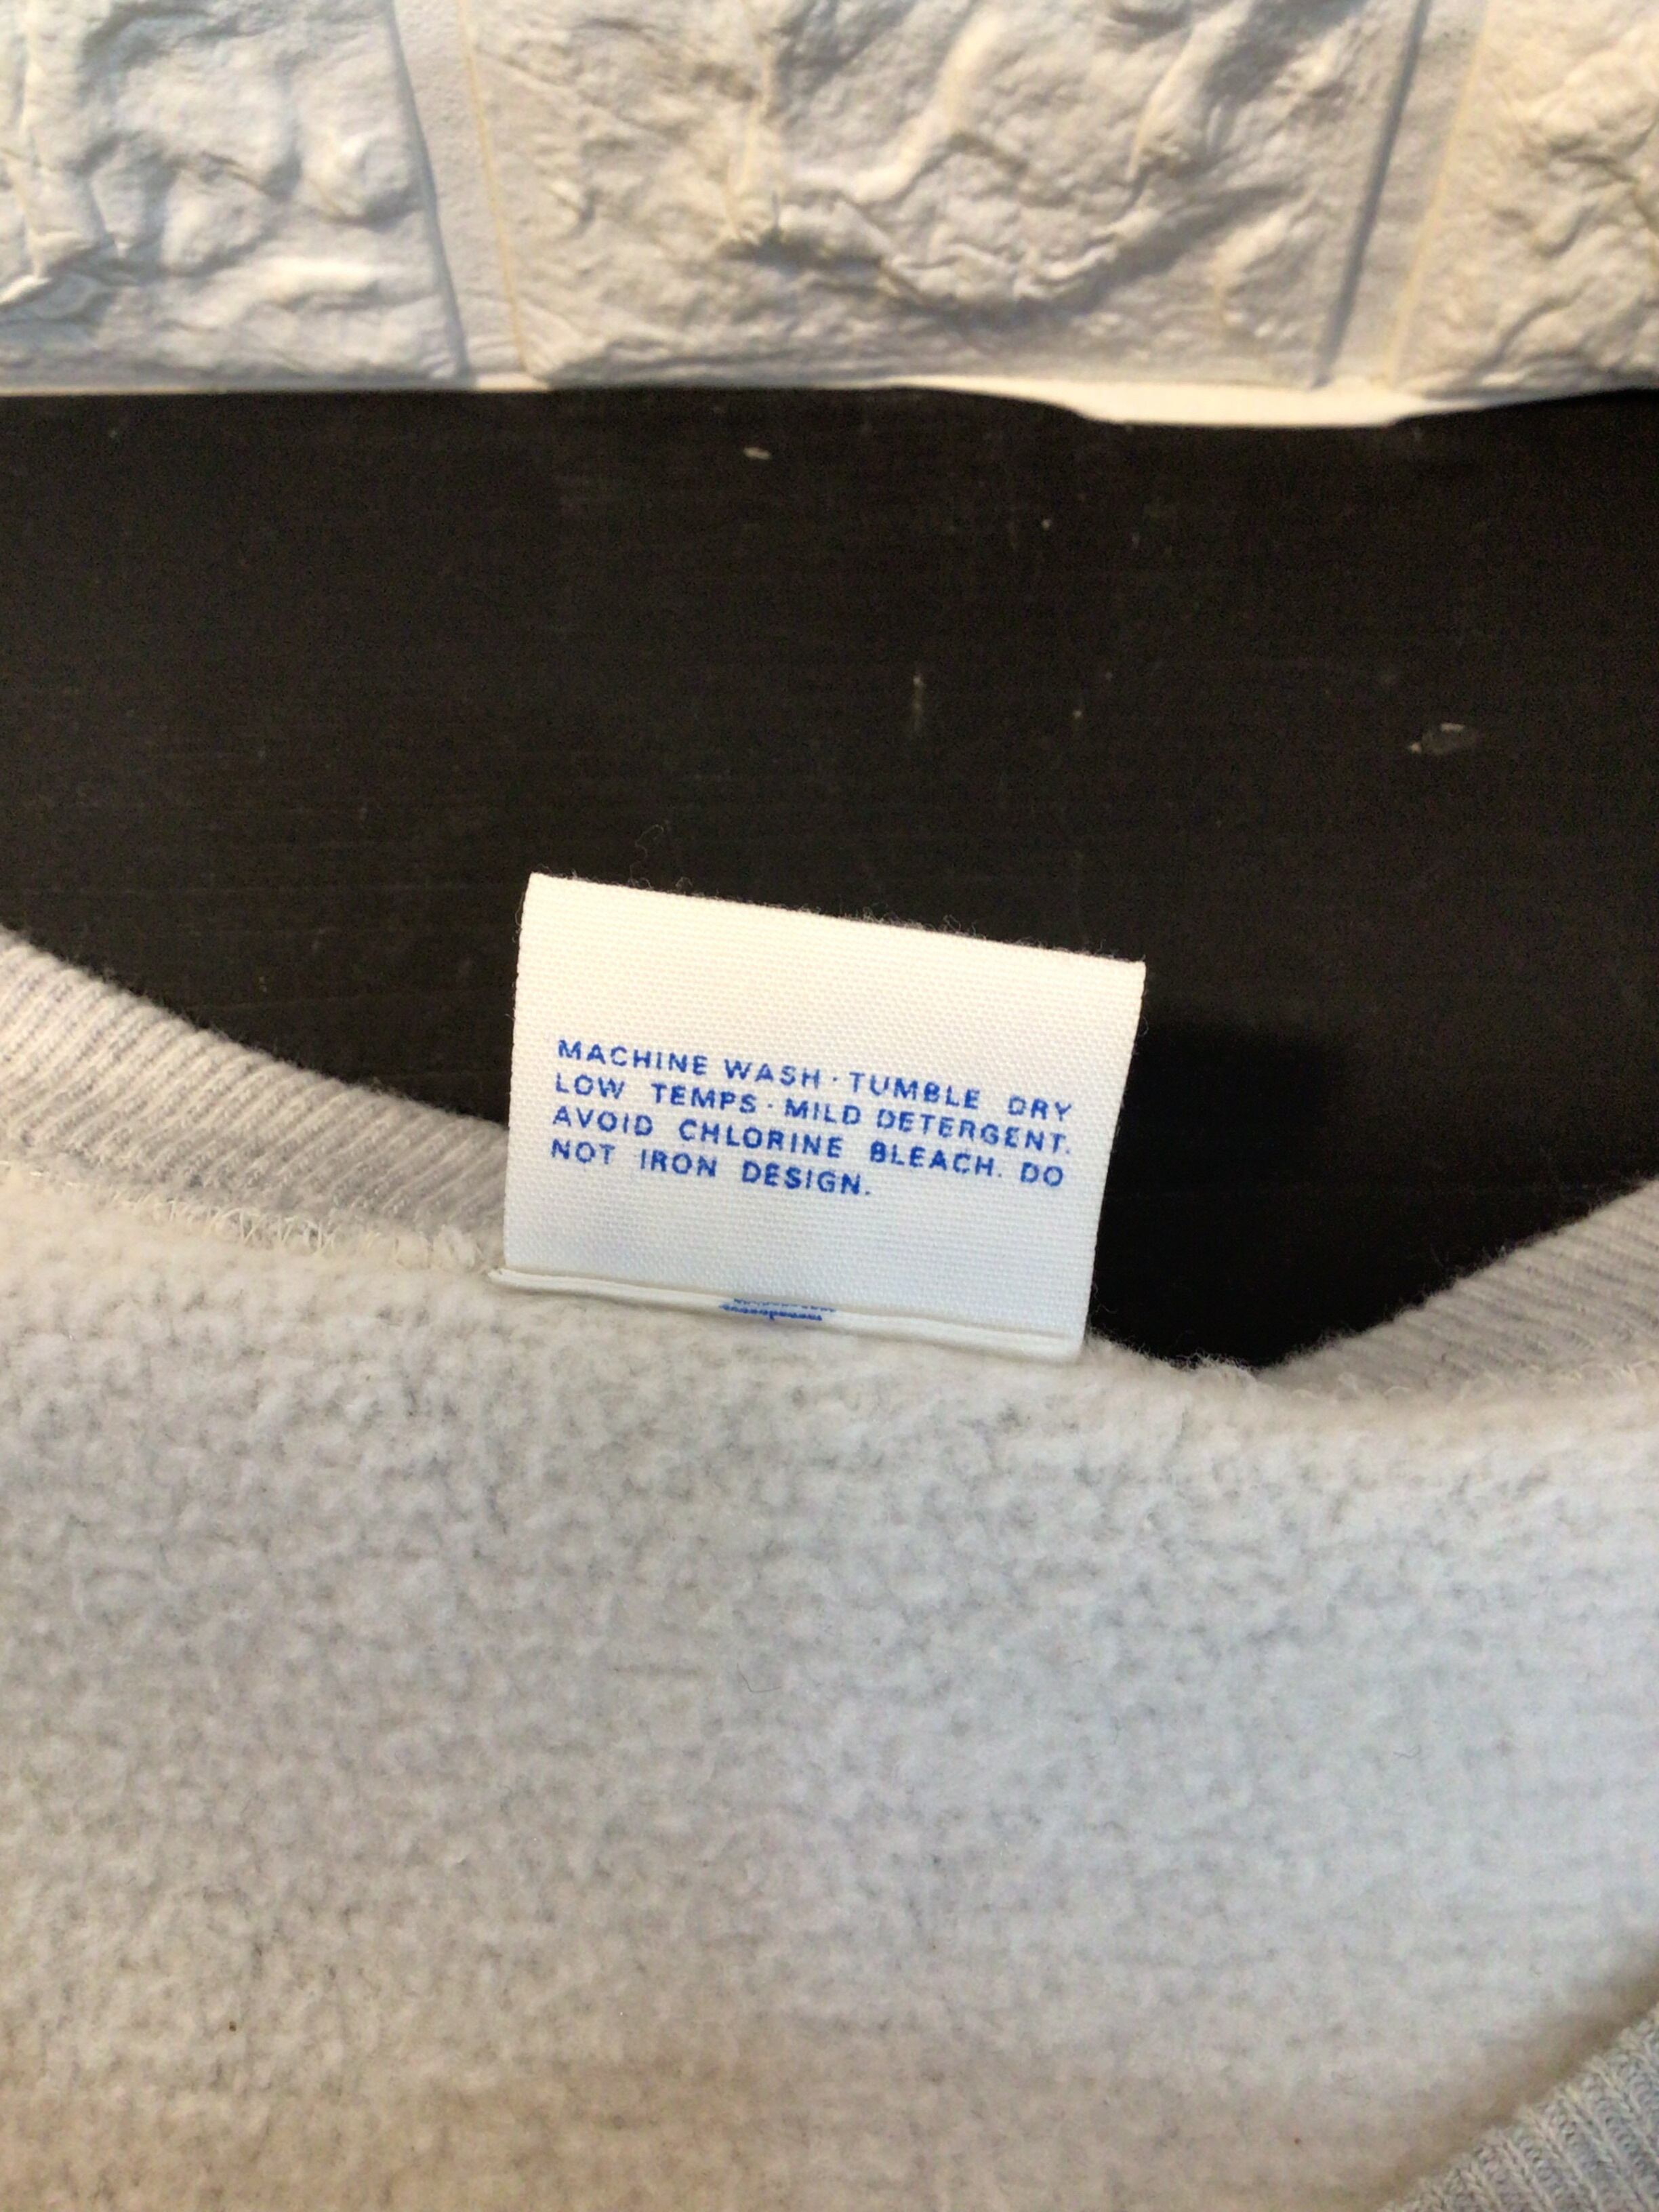 MACHINE WASH · TUMBLE DRY
LOW TEMPS · MILD DETERGENT.
AVOID CHLORINE BLEACH. DO
NOT IRON DESIGN.